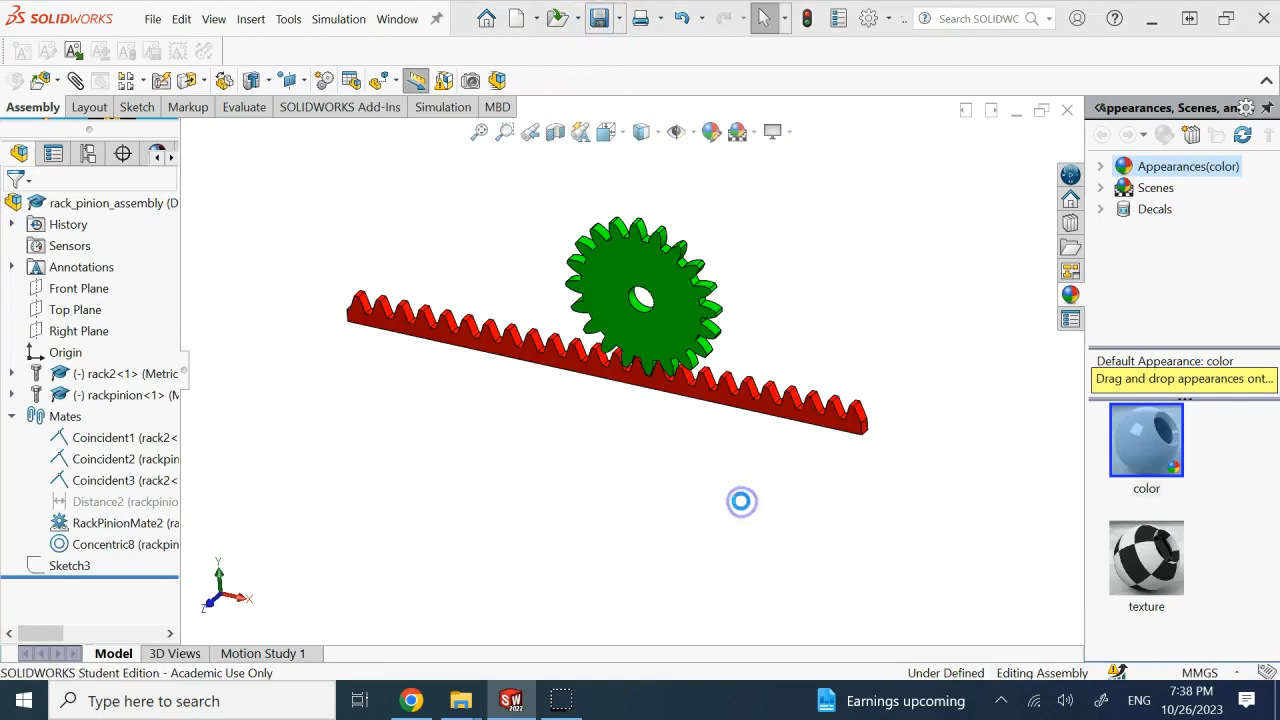 SOLIDWORKS File Edit View Insert Tools Simulation Window Search SOLIDWC
Assembly Layout Sketch Markup Evaluate SOLIDWORKS Add-Ins Simulation MBD
Appearances, Scenes, an
Appearances(color)
Scenes
Decals
rack_pinion_assembly (D
History
Sensors
Annotations
Front Plane
Top Plane
Right Plane
Origin
(-) rack2<1> (Metric
(-) rackpinion<1> (M
Mates
Coincident1 (rack2<
Coincident2 (rackpin
Coincident3 (rack2<
Distance2 (rackpinio
RackPinionMate2 (ra
Concentric8 (rackpin
Sketch3
Y
X
Z
Default Appearance: color
Drag and drop appearances ont...
color
texture
Model 3D Views Motion Study 1
SOLIDWORKS Student Edition - Academic Use Only Under Defined Editing Assembly MMGS
Type here to search SW 2022 Earnings upcoming ENG 7:38 PM
10/26/2023